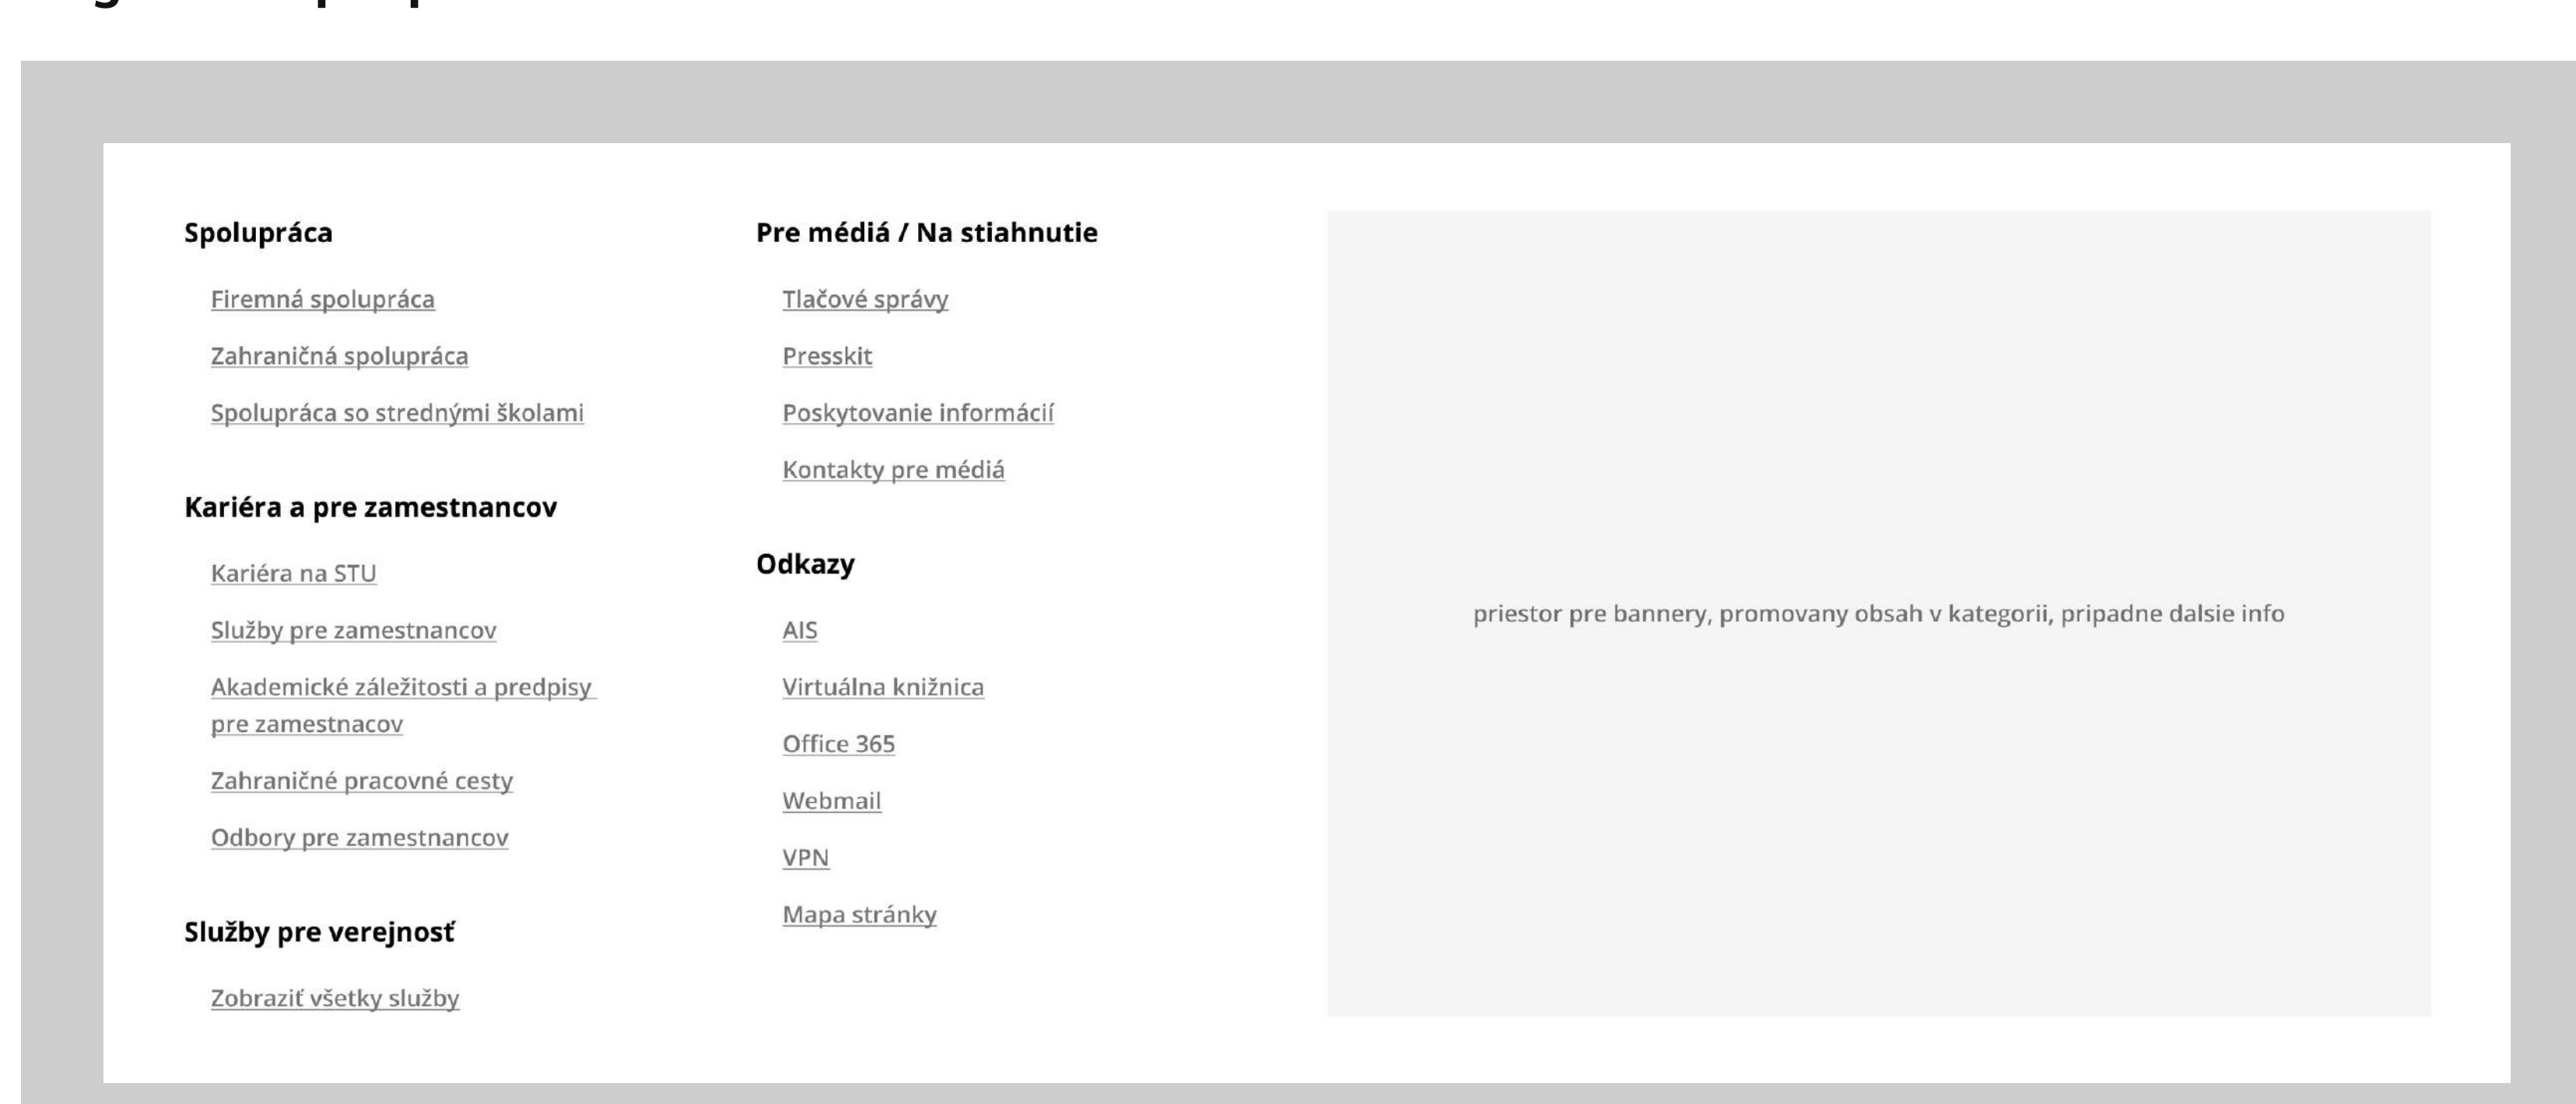 Spolupráca
Firemná spolupráca
Zahraničná spolupráca
Spolupráca so strednými školami
Kariéra a pre zamestnancov
Kariéra na STU
Služby pre zamestnancov
Akademické záležitosti a predpisy
pre zamestnacov
Zahraničné pracovné cesty
Odbory pre zamestnancov
Služby pre verejnosť
Zobraziť všetky služby
Pre médiá / Na stiahnutie
Tlačové správy
Presskit
Poskytovanie informácií
Kontakty pre médiá
Odkazy
AIS
Virtuálna knižnica
Office 365
Webmail
VPN
Mapa stránky
priestor pre bannery, promovany obsah v kategorii, pripadne dalsie info